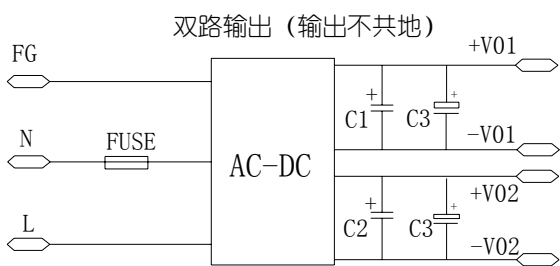 双路输出（输出不共地）
FG
+V01
+
+
C1
C3
-V01
N
FUSE
AC-DC
+V02
+
+
L
C2
C3
-V02